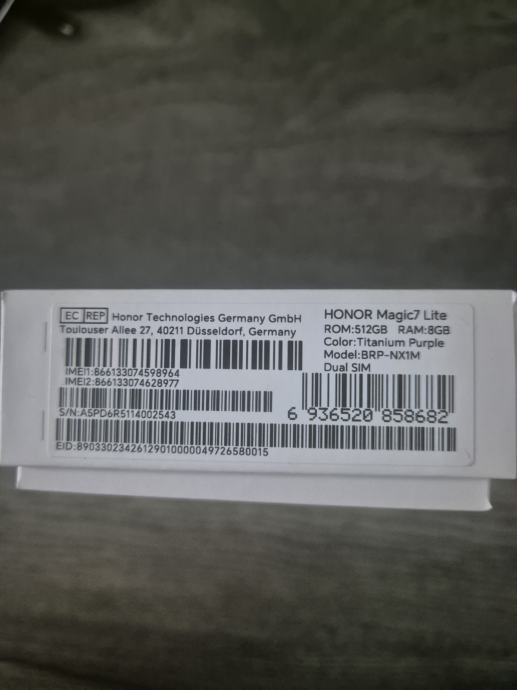 EC REP Honor Technologies Germany GmbH
Toulouser Allee 27, 40211 Düsseldorf, Germany
IMEI1:866133074598964
IMEI2:866133074628977
S/N:A5PD6R5114002543
EID:89033023426129010000049726580015
HONOR Magic7 Lite
ROM:512GB RAM:8GB
Color:Titanium Purple
Model:BRP-NX1M
Dual SIM
6 936520 858682